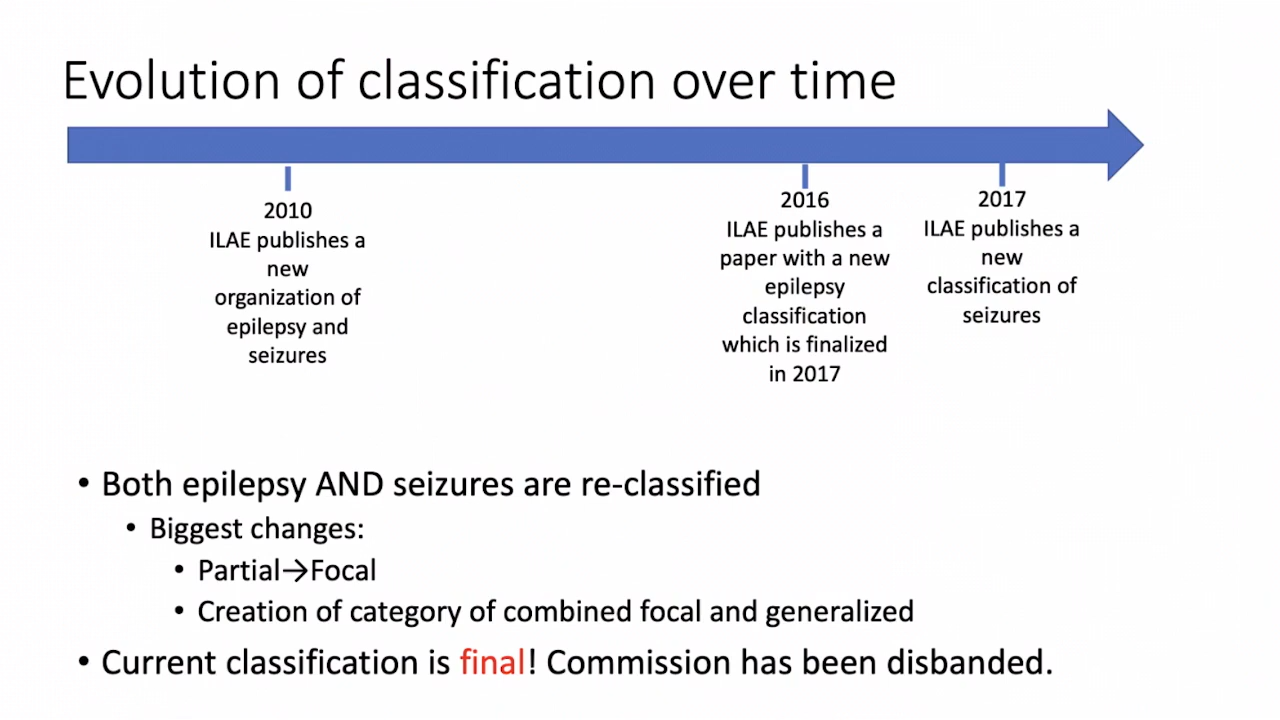 Evolution of classification over time
2010
ILAE publishes a
new
organization of
epilepsy and
seizures
2016
ILAE publishes a
paper with a new
epilepsy
classification
which is finalized
in 2017
2017
ILAE publishes a
new
classification of
seizures
• Both epilepsy AND seizures are re-classified
• Biggest changes:
• Partial→Focal
• Creation of category of combined focal and generalized
• Current classification is final! Commission has been disbanded.